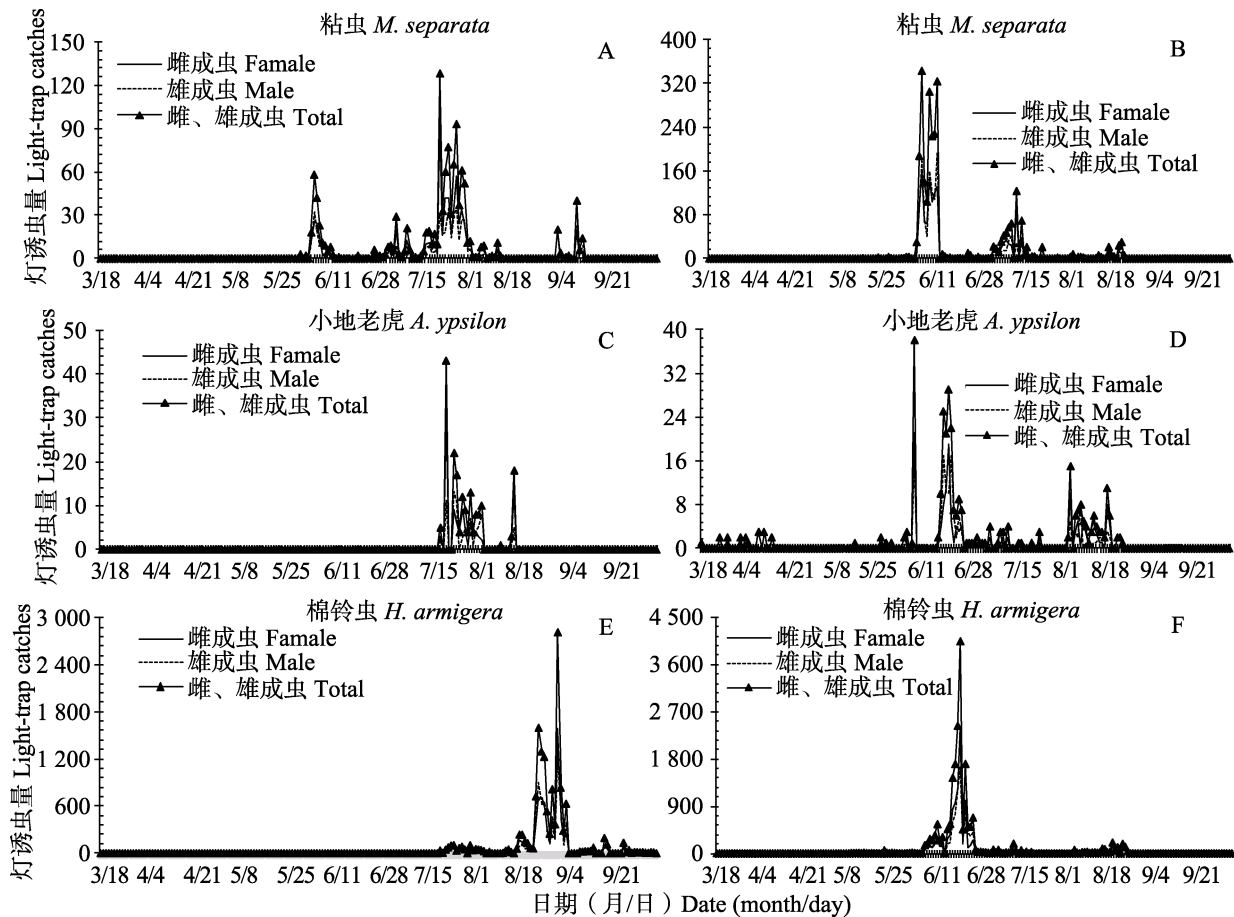 粘虫 M. separata
A
灯诱虫量 Light-trap catches
150
120
90
60
30
0
雌成虫 Famale
雄成虫 Male
雌、雄成虫 Total
3/18 4/4 4/21 5/8 5/25 6/11 6/28 7/15 8/1 8/18 9/4 9/21
粘虫 M. separata
B
400
320
240
160
80
0
雌成虫 Famale
雄成虫 Male
雌、雄成虫 Total
3/18 4/4 4/21 5/8 5/25 6/11 6/28 7/15 8/1 8/18 9/4 9/21
小地老虎 A. ypsilon
C
灯诱虫量 Light-trap catches
50
40
30
20
10
0
雌成虫 Famale
雄成虫 Male
雌、雄成虫 Total
3/18 4/4 4/21 5/8 5/25 6/11 6/28 7/15 8/1 8/18 9/4 9/21
小地老虎 A. ypsilon
D
40
32
24
16
8
0
雌成虫 Famale
雄成虫 Male
雌、雄成虫 Total
3/18 4/4 4/21 5/8 5/25 6/11 6/28 7/15 8/1 8/18 9/4 9/21
棉铃虫 H. armigera
E
灯诱虫量 Light-trap catches
3 000
2 400
1 800
1 200
600
0
雌成虫 Famale
雄成虫 Male
雌、雄成虫 Total
3/18 4/4 4/21 5/8 5/25 6/11 6/28 7/15 8/1 8/18 9/4 9/21
棉铃虫 H. armigera
F
4 500
3 600
2 700
1 800
900
0
雌成虫 Famale
雄成虫 Male
雌、雄成虫 Total
3/18 4/4 4/21 5/8 5/25 6/11 6/28 7/15 8/1 8/18 9/4 9/21
日期（月/日）Date (month/day)